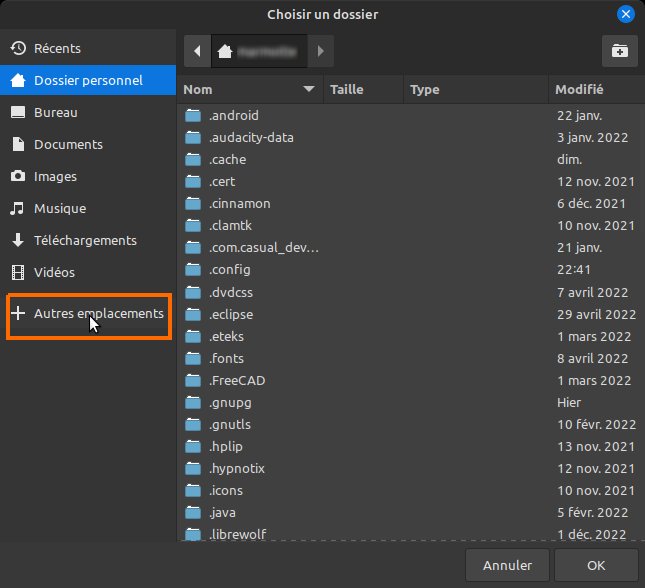 Choisir un dossier
Récents
Dossier personnel
Bureau
Documents
Images
Musique
Téléchargements
Vidéos
Autres emplacements
Nom Taille Type Modifié
.android 22 janv.
.audacity-data 3 janv. 2022
.cache dim.
.cert 12 nov. 2021
.cinnamon 6 déc. 2021
.clamtk 10 nov. 2021
.com.casual_dev... 21 janv.
.config 22:41
.dvdcss 7 avril 2022
.eclipse 29 avril 2022
.eteks 1 mars 2022
.fonts 8 avril 2022
.FreeCAD 1 mars 2022
.gnupg Hier
.gnutls 10 févr. 2022
.hplip 13 nov. 2021
.hypnotix 12 nov. 2021
.icons 10 nov. 2021
.java 5 févr. 2022
.librewolf 1 déc. 2022
Annuler OK